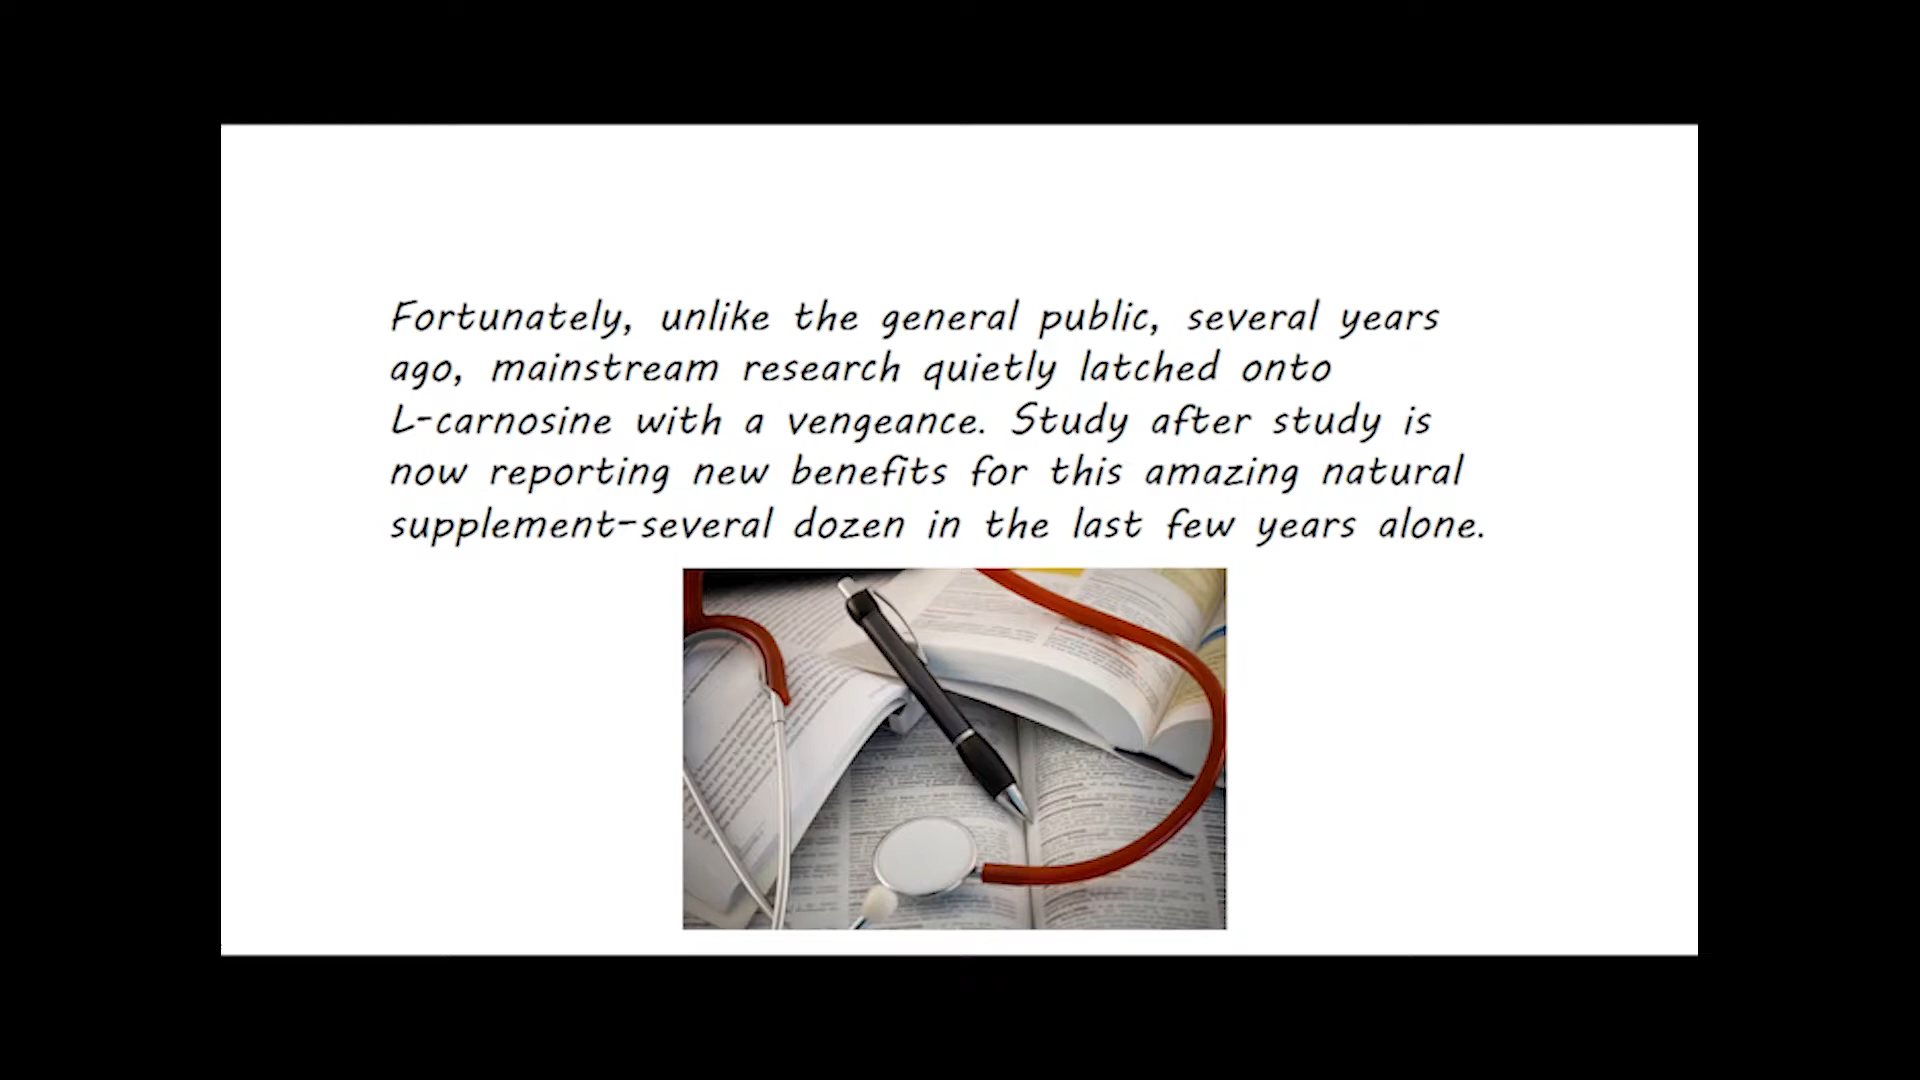 Fortunately, unlike the general public, several years
ago, mainstream research quietly latched onto
L-carnosine with a vengeance. Study after study is
now reporting new benefits for this amazing natural
supplement-several dozen in the last few years alone.